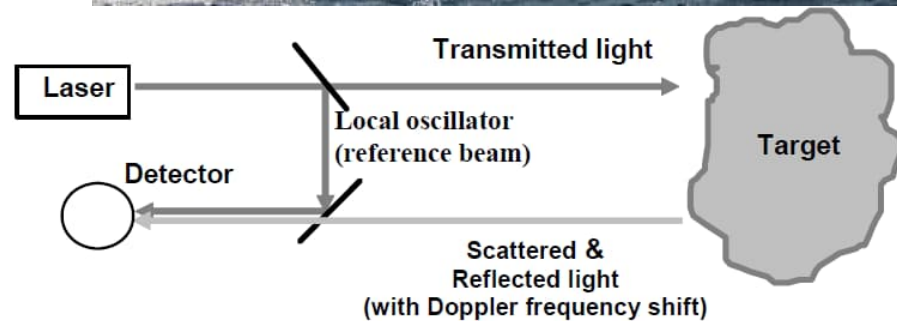 Transmitted light
Laser
Local oscillator
(reference beam)
Target
Detector
Scattered &
Reflected light
(with Doppler frequency shift)